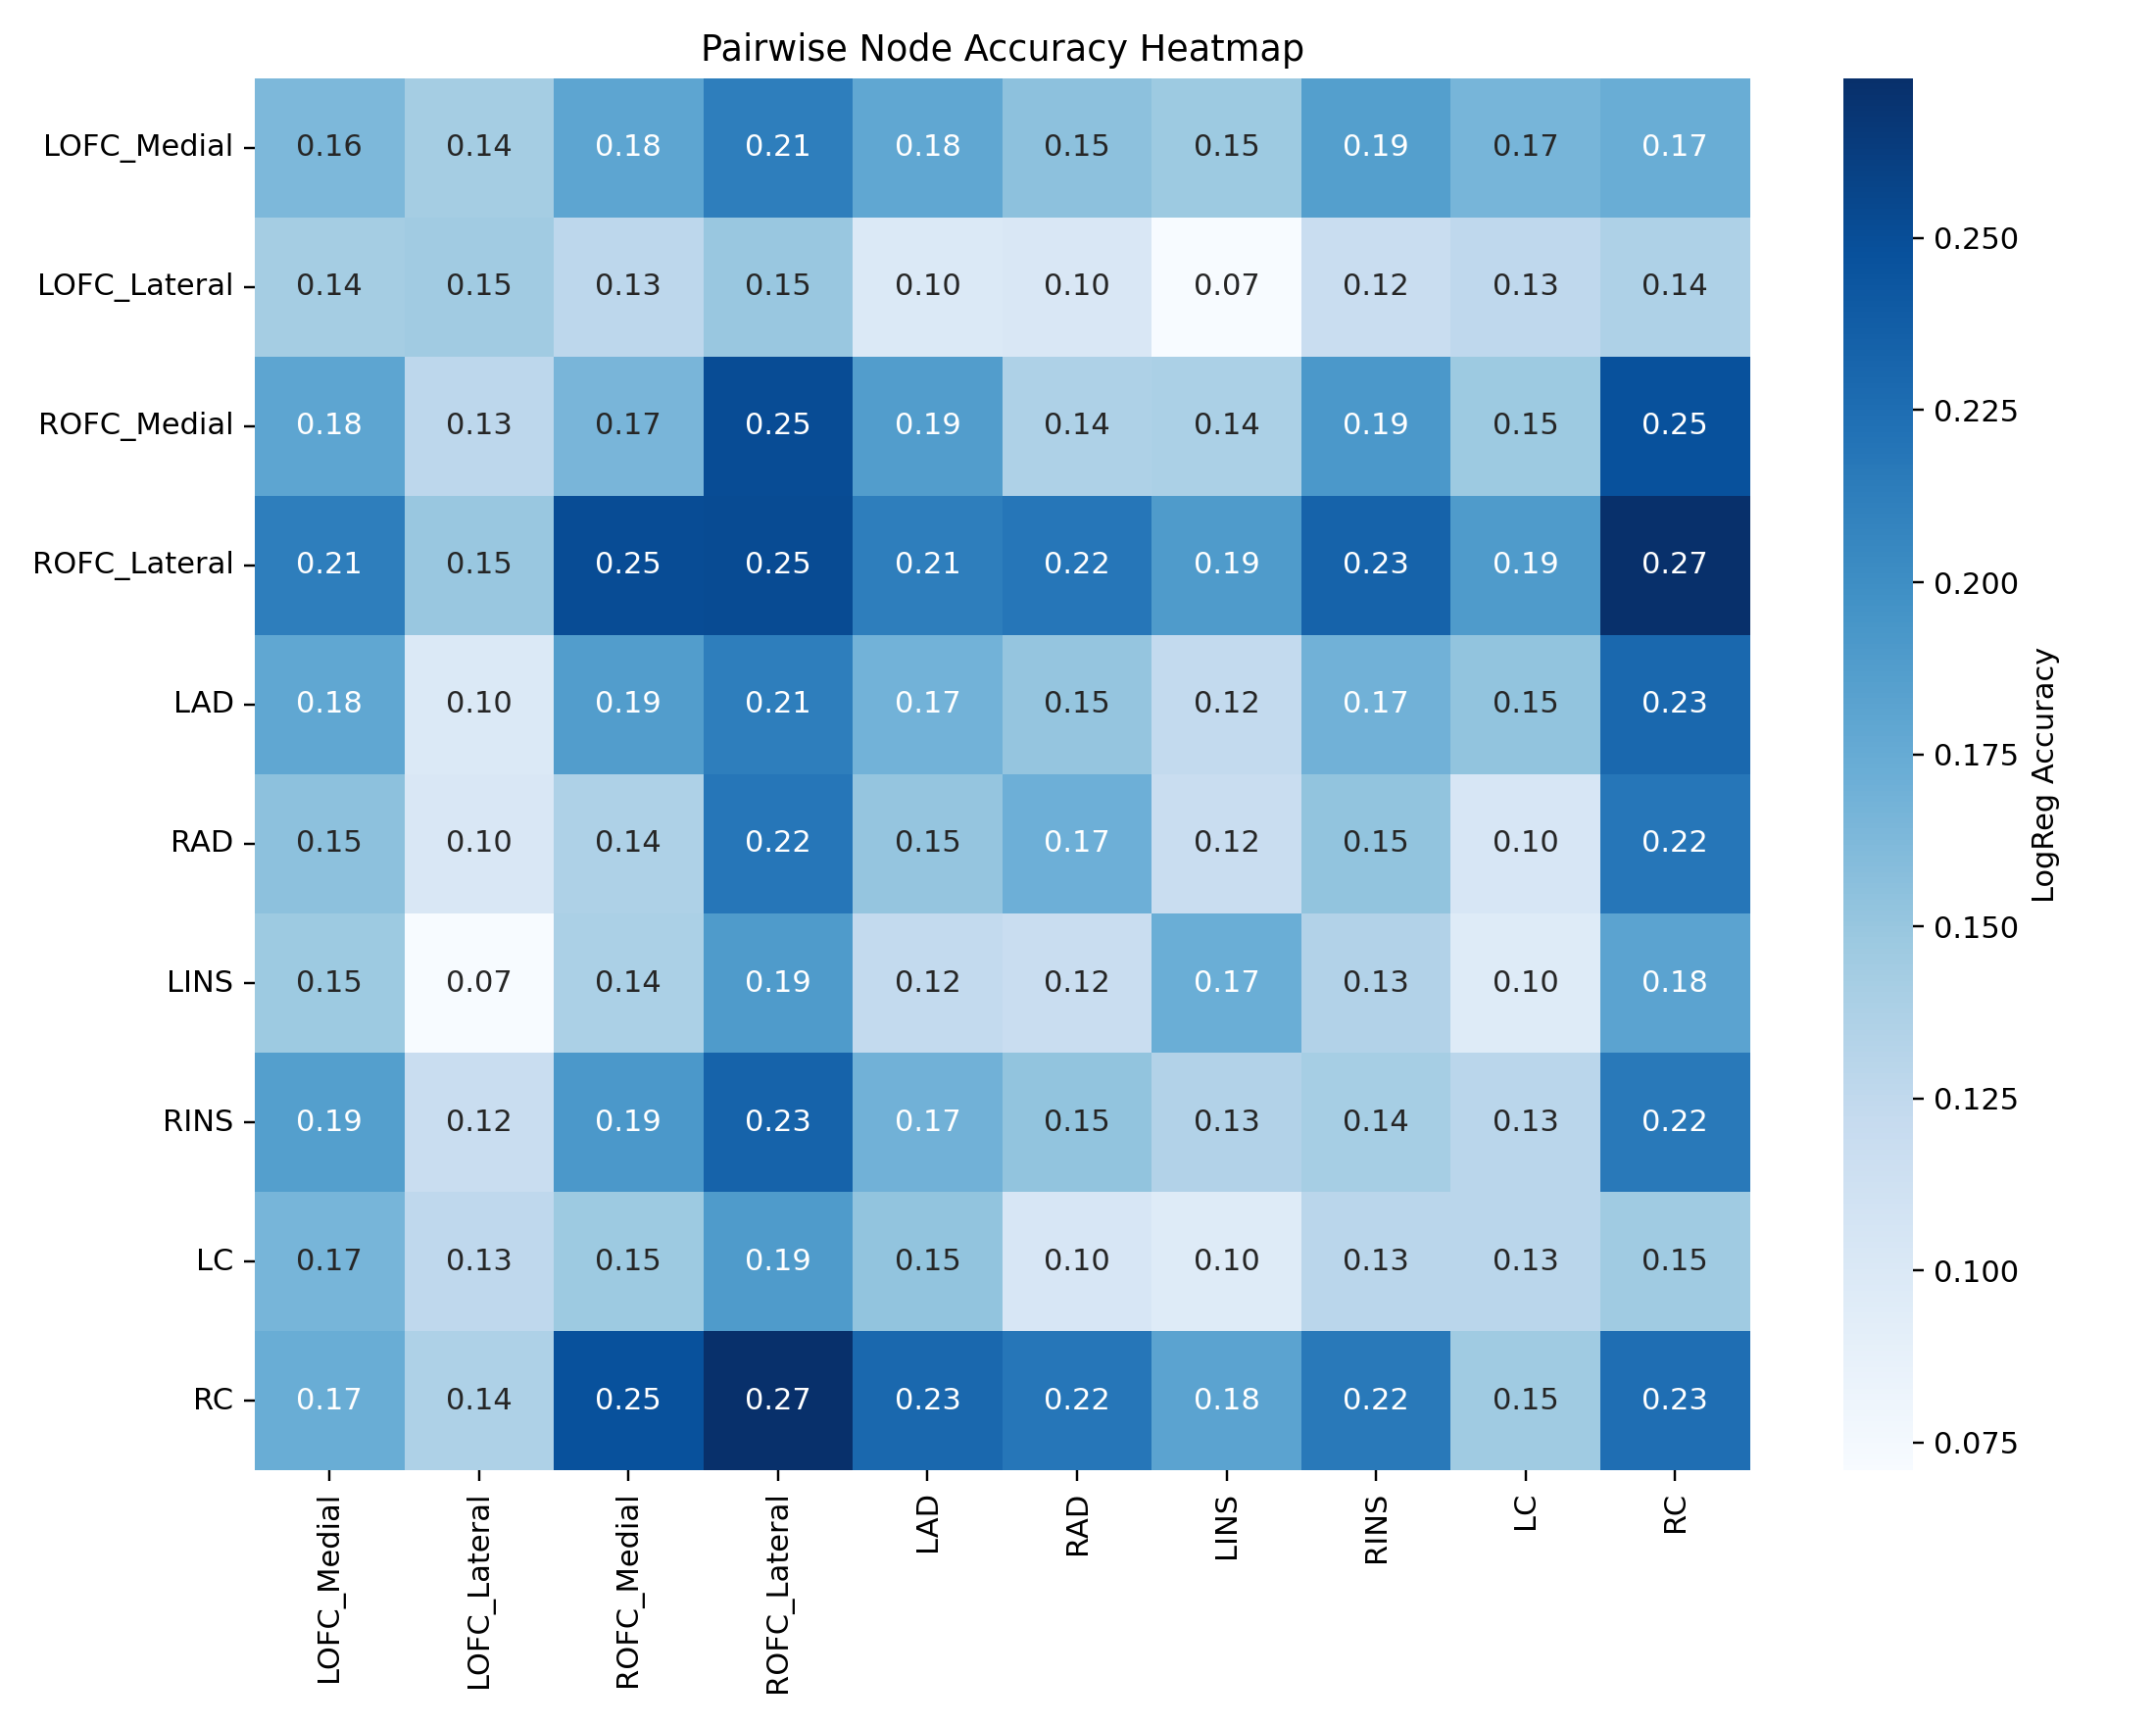 Pairwise Node Accuracy Heatmap
LOFC_Medial 0.16 0.14 0.18 0.21 0.18 0.15 0.15 0.19 0.17 0.17
LOFC_Lateral 0.14 0.15 0.13 0.15 0.10 0.10 0.07 0.12 0.13 0.14
ROFC_Medial 0.18 0.13 0.17 0.25 0.19 0.14 0.14 0.19 0.15 0.25
ROFC_Lateral 0.21 0.15 0.25 0.25 0.21 0.22 0.19 0.23 0.19 0.27
LAD 0.18 0.10 0.19 0.21 0.17 0.15 0.12 0.17 0.15 0.23
RAD 0.15 0.10 0.14 0.22 0.15 0.17 0.12 0.15 0.10 0.22
LINS 0.15 0.07 0.14 0.19 0.12 0.12 0.17 0.13 0.10 0.18
RINS 0.19 0.12 0.19 0.23 0.17 0.15 0.13 0.14 0.13 0.22
LC 0.17 0.13 0.15 0.19 0.15 0.10 0.10 0.13 0.13 0.15
RC 0.17 0.14 0.25 0.27 0.23 0.22 0.18 0.22 0.15 0.23
LOFC_Medial LOFC_Lateral ROFC_Medial ROFC_Lateral LAD RAD LINS RINS LC RC
0.250
0.225
0.200
0.175
0.150
0.125
0.100
0.075
LogReg Accuracy